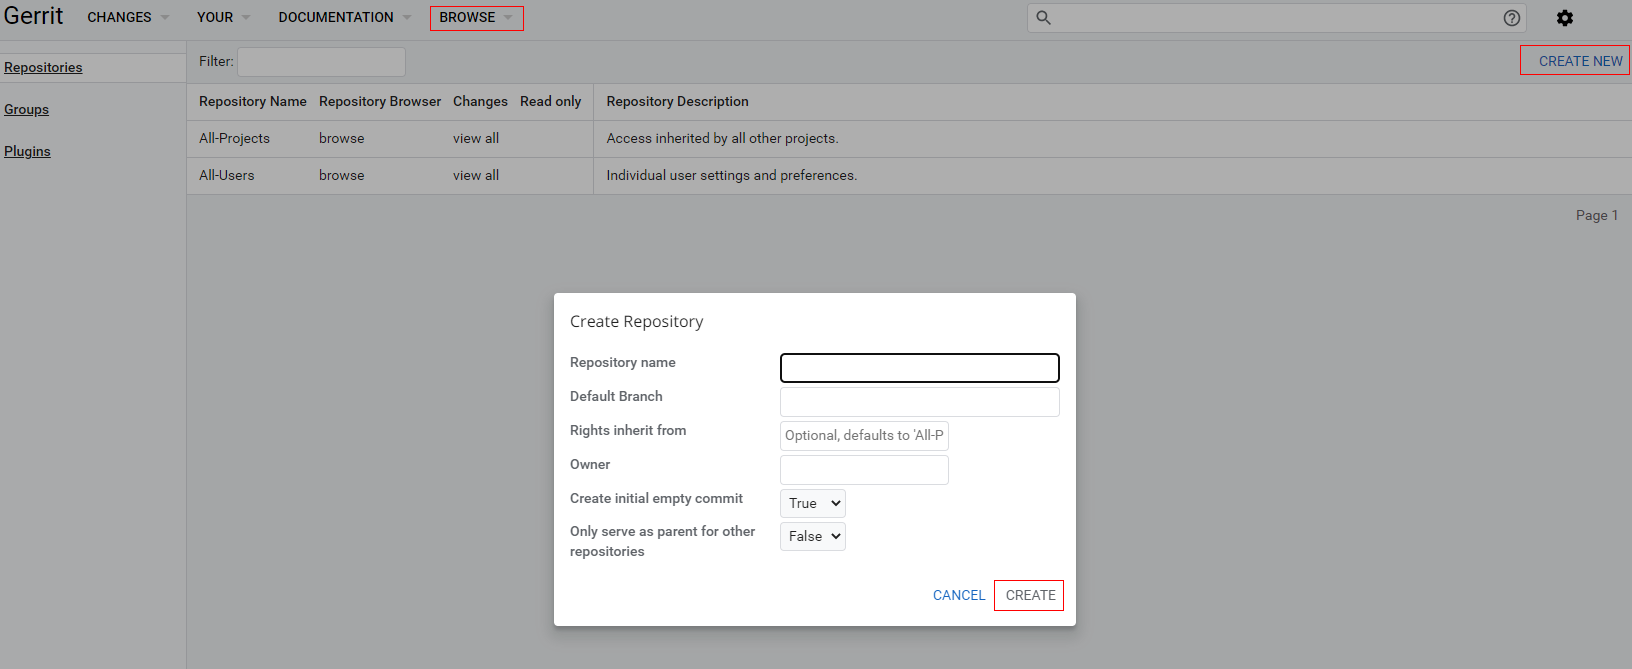 Gerrit CHANGES YOUR DOCUMENTATION BROWSE
Repositories
Groups
Plugins
Filter: CREATE NEW
Repository Name Repository Browser Changes Read only Repository Description
All-Projects browse view all Access inherited by all other projects.
All-Users browse view all Individual user settings and preferences.
Page 1
Create Repository
Repository name
Default Branch
Rights inherit from Optional, defaults to 'All-P
Owner
Create initial empty commit True
Only serve as parent for other False
repositories
CANCEL CREATE